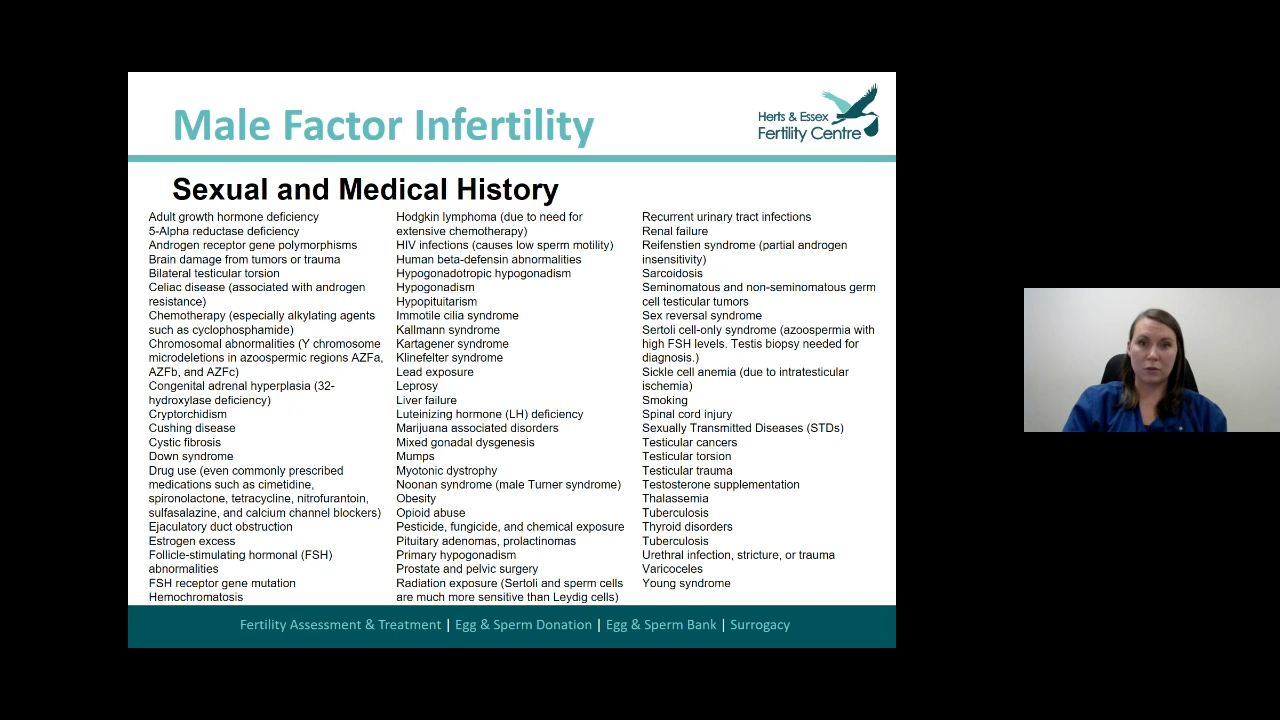 Male Factor Infertility
Herts & Essex
Fertility Centre
Sexual and Medical History
Adult growth hormone deficiency
5-Alpha reductase deficiency
Androgen receptor gene polymorphisms
Brain damage from tumors or trauma
Bilateral testicular torsion
Celiac disease (associated with androgen
resistance)
Chemotherapy (especially alkylating agents
such as cyclophosphamide)
Chromosomal abnormalities (Y chromosome
microdeletions in azoospermic regions AZFa,
AZFb, and AZFc)
Congenital adrenal hyperplasia (32-
hydroxylase deficiency)
Cryptorchidism
Cushing disease
Cystic fibrosis
Down syndrome
Drug use (even commonly prescribed
medications such as cimetidine,
spironolactone, tetracycline, nitrofurantoin,
sulfasalazine, and calcium channel blockers)
Ejaculatory duct obstruction
Estrogen excess
Follicle-stimulating hormonal (FSH)
abnormalities
FSH receptor gene mutation
Hemochromatosis
Hodgkin lymphoma (due to need for
extensive chemotherapy)
HIV infections (causes low sperm motility)
Human beta-defensin abnormalities
Hypogonadotropic hypogonadism
Hypogonadism
Hypopituitarism
Immotile cilia syndrome
Kallmann syndrome
Kartagener syndrome
Klinefelter syndrome
Lead exposure
Leprosy
Liver failure
Luteinizing hormone (LH) deficiency
Marijuana associated disorders
Mixed gonadal dysgenesis
Mumps
Myotonic dystrophy
Noonan syndrome (male Turner syndrome)
Obesity
Opioid abuse
Pesticide, fungicide, and chemical exposure
Pituitary adenomas, prolactinomas
Primary hypogonadism
Prostate and pelvic surgery
Radiation exposure (Sertoli and sperm cells
are much more sensitive than Leydig cells)
Recurrent urinary tract infections
Renal failure
Reifenstien syndrome (partial androgen
insensitivity)
Sarcoidosis
Seminomatous and non-seminomatous germ
cell testicular tumors
Sex reversal syndrome
Sertoli cell-only syndrome (azoospermia with
high FSH levels. Testis biopsy needed for
diagnosis.)
Sickle cell anemia (due to intratesticular
ischemia)
Smoking
Spinal cord injury
Sexually Transmitted Diseases (STDs)
Testicular cancers
Testicular torsion
Testicular trauma
Testosterone supplementation
Thalassemia
Tuberculosis
Thyroid disorders
Tuberculosis
Urethral infection, stricture, or trauma
Varicoceles
Young syndrome
Fertility Assessment & Treatment | Egg & Sperm Donation | Egg & Sperm Bank | Surrogacy